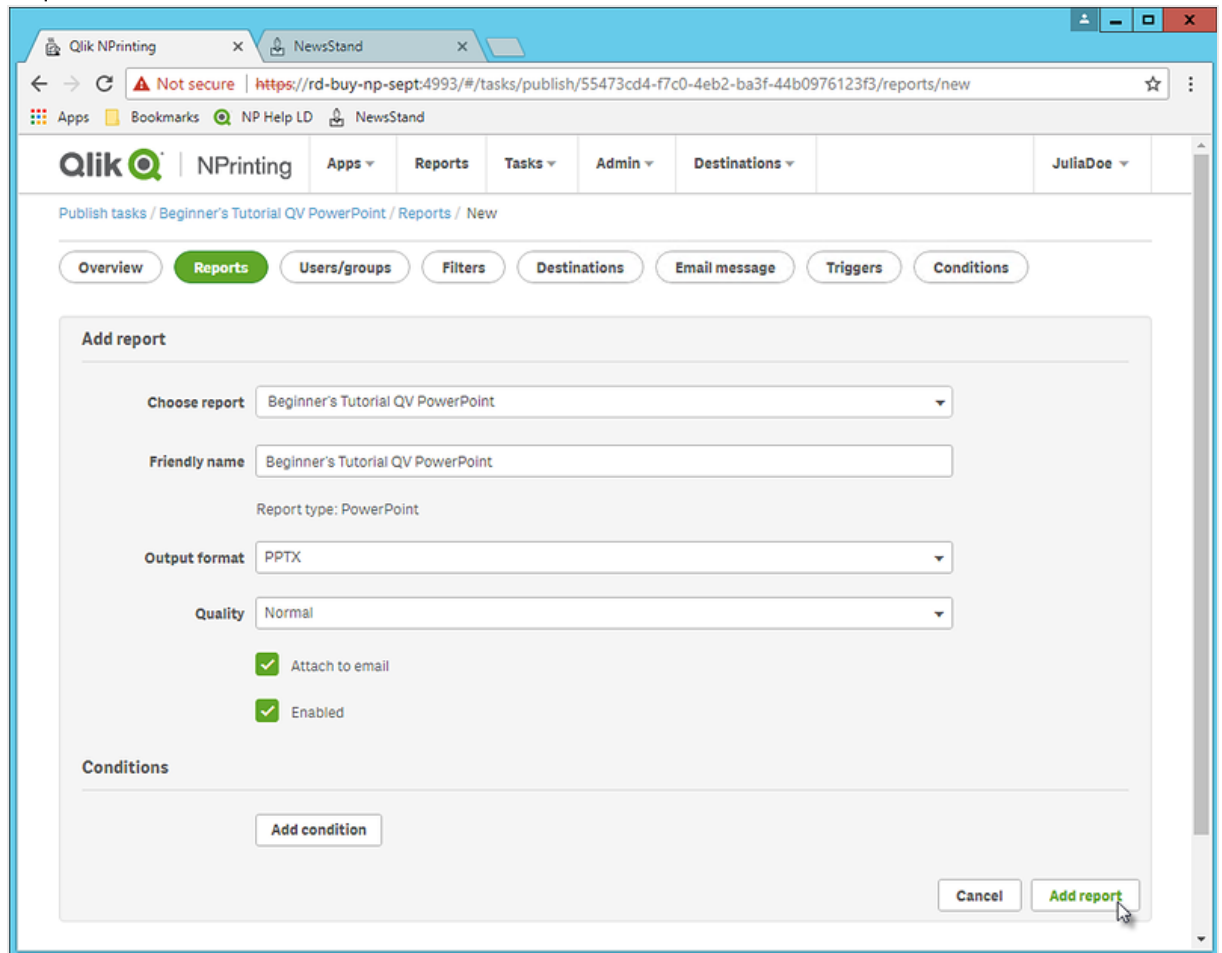 Qlik NPrinting
NewsStand
Not secure | https://rd-buy-np-sept:4993/#/tasks/publish/55473cd4-f7c0-4eb2-ba3f-44b0976123f3/reports/new
Apps Bookmarks NP Help LD NewsStand
Qlik NPrinting Apps Reports Tasks Admin Destinations JuliaDoe
Publish tasks / Beginner's Tutorial QV PowerPoint / Reports / New
Overview Reports Users/groups Filters Destinations Email message Triggers Conditions
Add report
Choose report Beginner's Tutorial QV PowerPoint
Friendly name Beginner's Tutorial QV PowerPoint
Report type: PowerPoint
Output format PPTX
Quality Normal
Attach to email
Enabled
Conditions
Add condition
Cancel Add report